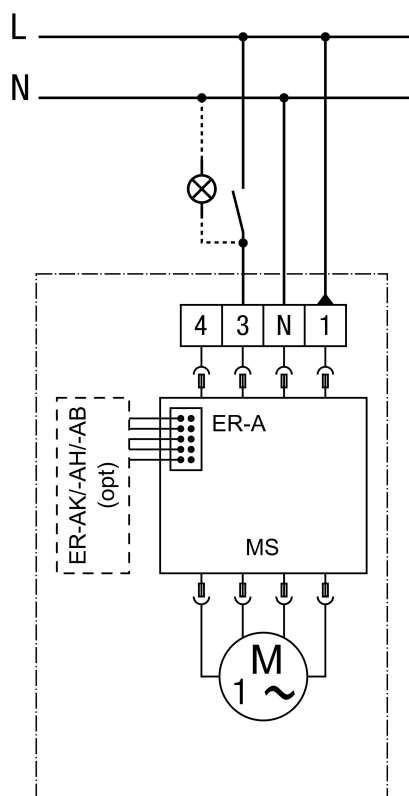 L
N
4 3 N 1
ER-A
ER-AK/-AH/-AB
(opt)
MS
M
1 ~